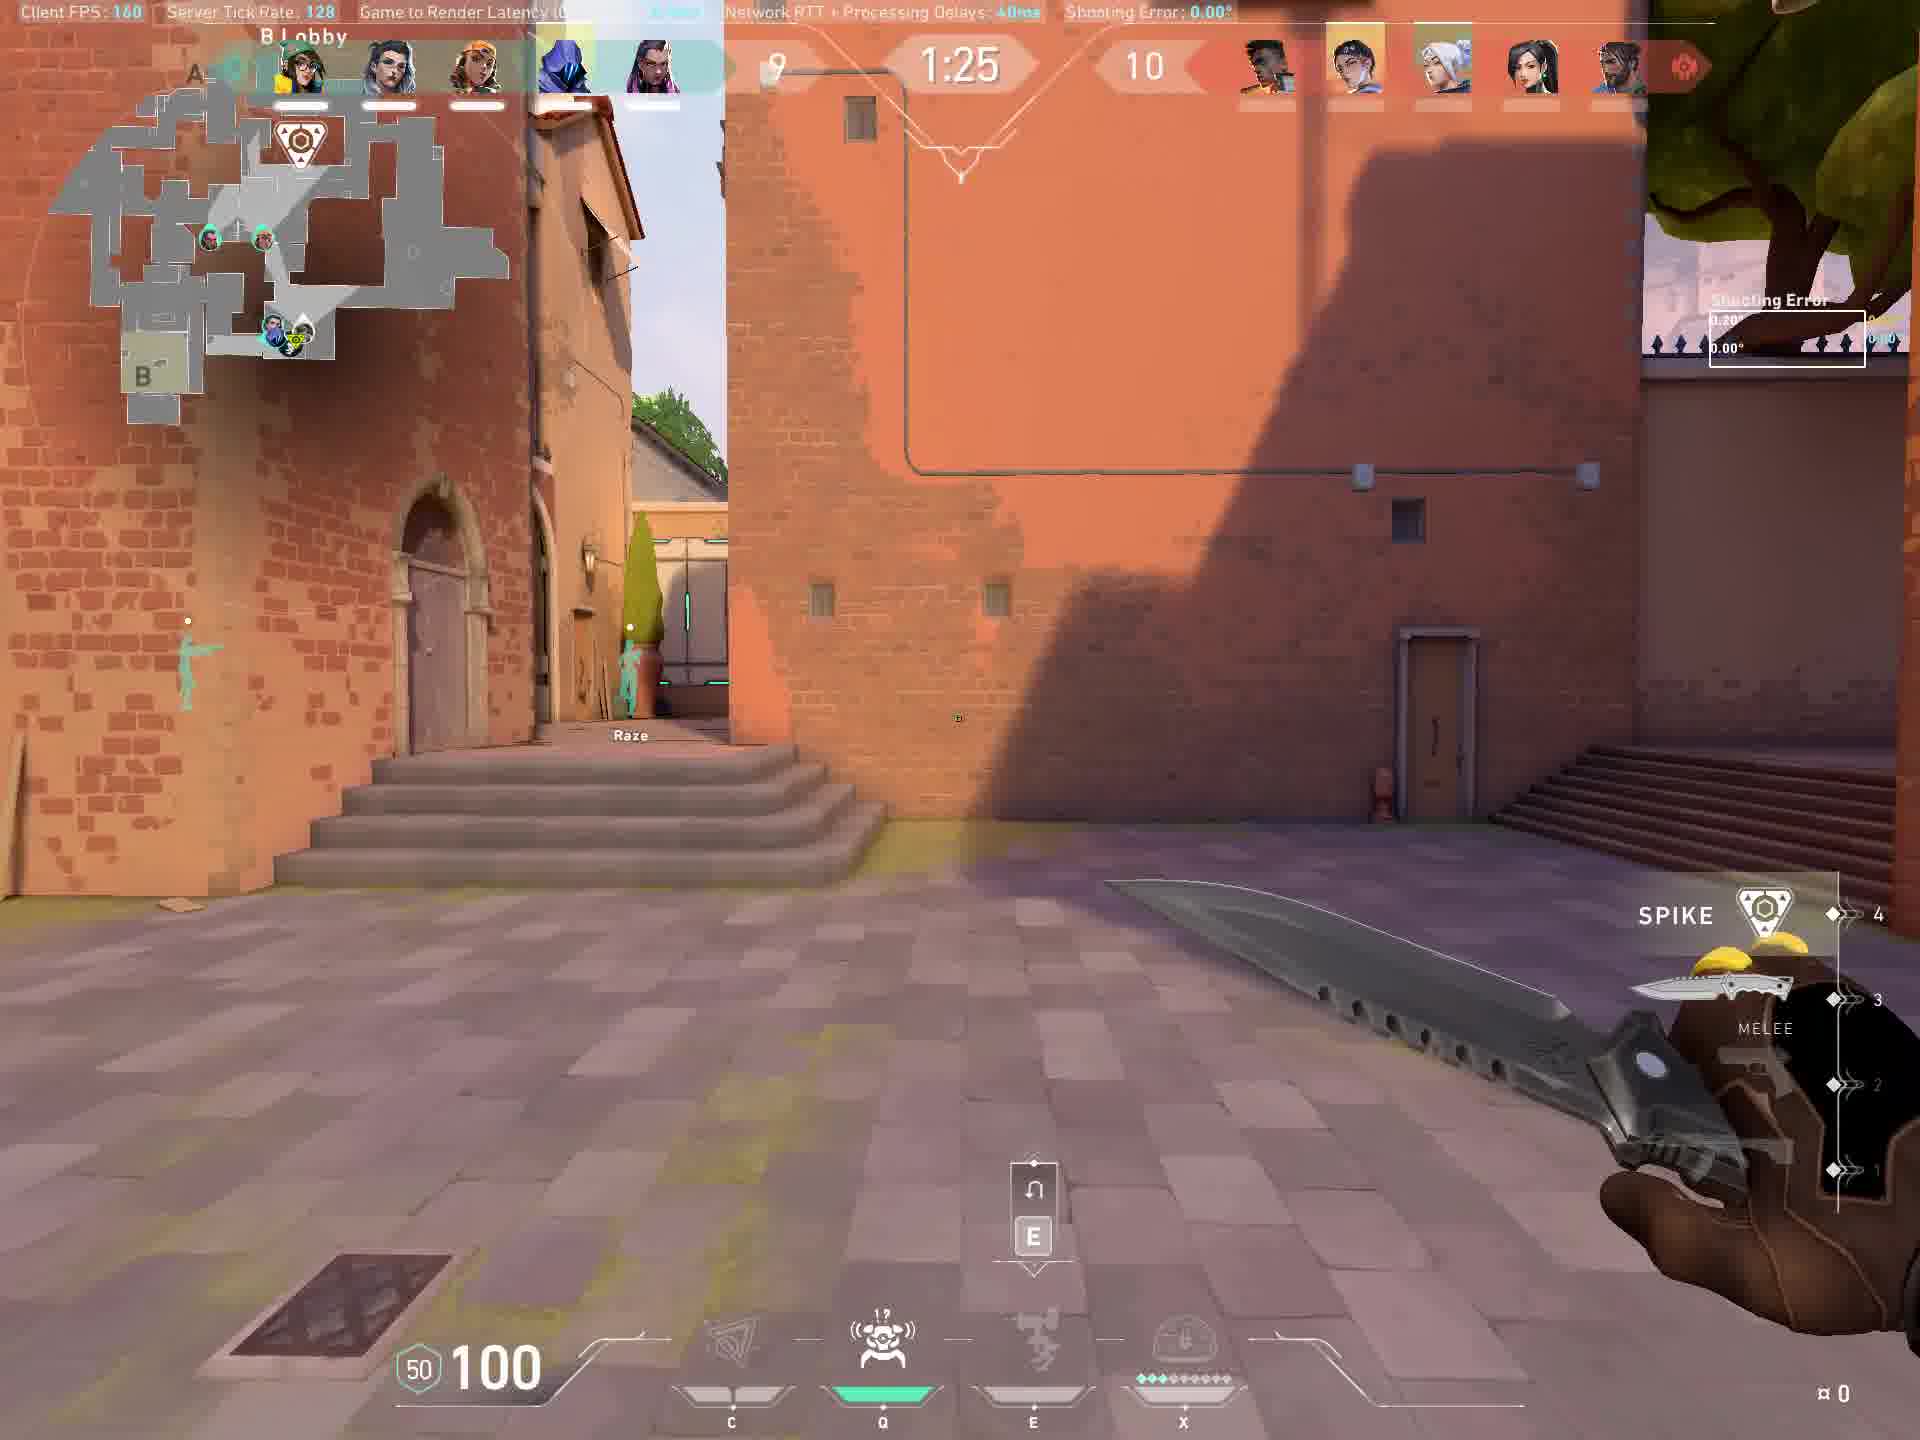 Client FPS: 160 Server Tick Rate: 128 Game to Render Latency Network RTT + Processing Delays: 40ms Shooting Error: 0.00°
B Lobby
A
9
1:25
10
Shooting Error
0.20°
0.00°
0.00°
B
Raze
SPIKE
4
3
MELEE
2
1
E
50
100
C
Q
E
X
¤ 0